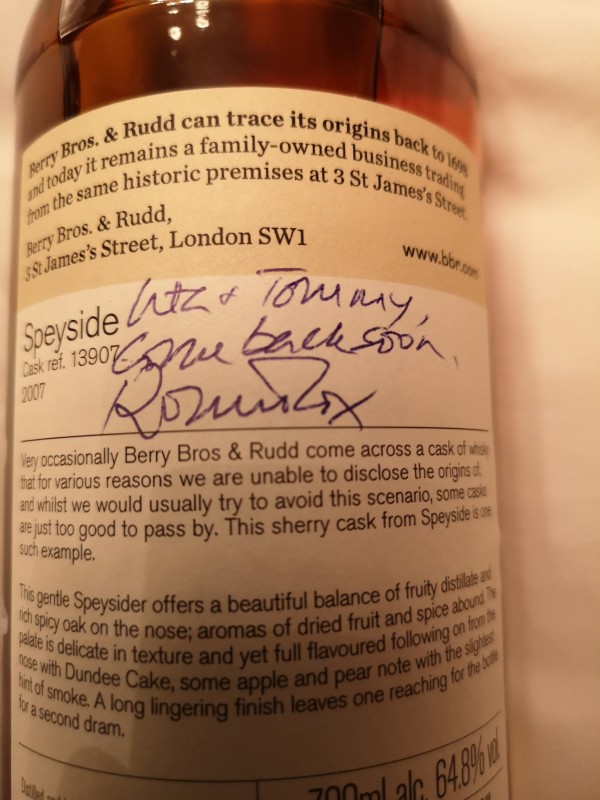 Berry Bros. & Rudd can trace its origins back to 1698
and today it remains a family-owned business trading
from the same historic premises at 3 St James's Street.
Berry Bros. & Rudd,
3 St James's Street, London SW1
www.bbr.com
& Tommy,
Come back soon,
Speyside
Cask ref. 13907
2007
Very occasionally Berry Bros & Rudd come across a cask of whisky
that for various reasons we are unable to disclose the origins of,
and whilst we would usually try to avoid this scenario, some casks
are just too good to pass by. This sherry cask from Speyside is one
such example.
This gentle Speysider offers a beautiful balance of fruity distillate and
rich spicy oak on the nose; aromas of dried fruit and spice abound. The
palate is delicate in texture and yet full flavoured following on from the
nose with Dundee Cake, some apple and pear note with the slightest
hint of smoke. A long lingering finish leaves one reaching for the bottle
for a second dram.
Distilled and
700ml alc. 64.8% vol